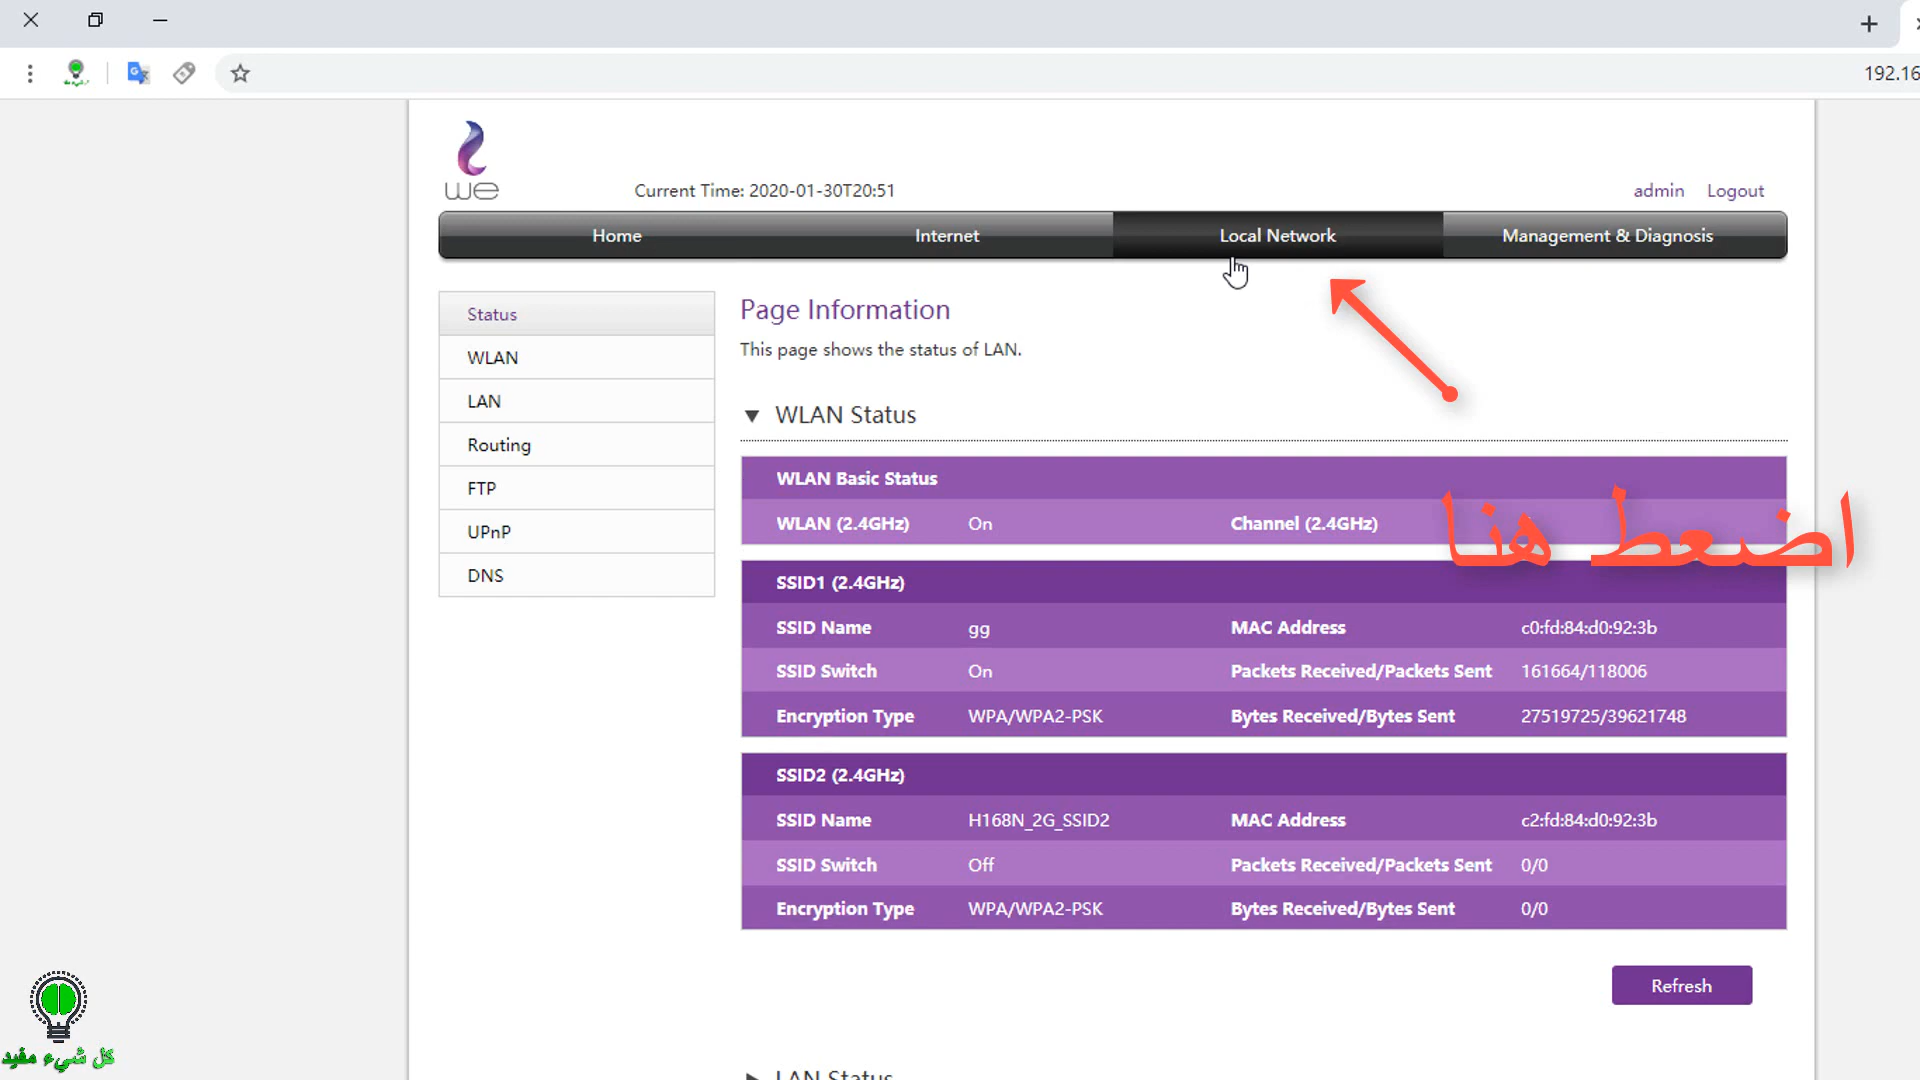 192.16
we
Current Time: 2020-01-30T20:51
admin Logout
Home Internet Local Network Management & Diagnosis
Status
WLAN
LAN
Routing
FTP
UPnP
DNS
Page Information
This page shows the status of LAN.
WLAN Status
WLAN Basic Status
WLAN (2.4GHz) On Channel (2.4GHz)
اضغط هنا
SSID1 (2.4GHz)
SSID Name gg MAC Address c0:fd:84:d0:92:3b
SSID Switch On Packets Received/Packets Sent 161664/118006
Encryption Type WPA/WPA2-PSK Bytes Received/Bytes Sent 27519725/39621748
SSID2 (2.4GHz)
SSID Name H168N_2G_SSID2 MAC Address c2:fd:84:d0:92:3b
SSID Switch Off Packets Received/Packets Sent 0/0
Encryption Type WPA/WPA2-PSK Bytes Received/Bytes Sent 0/0
Refresh
LAN Status
كل شيء مفيد